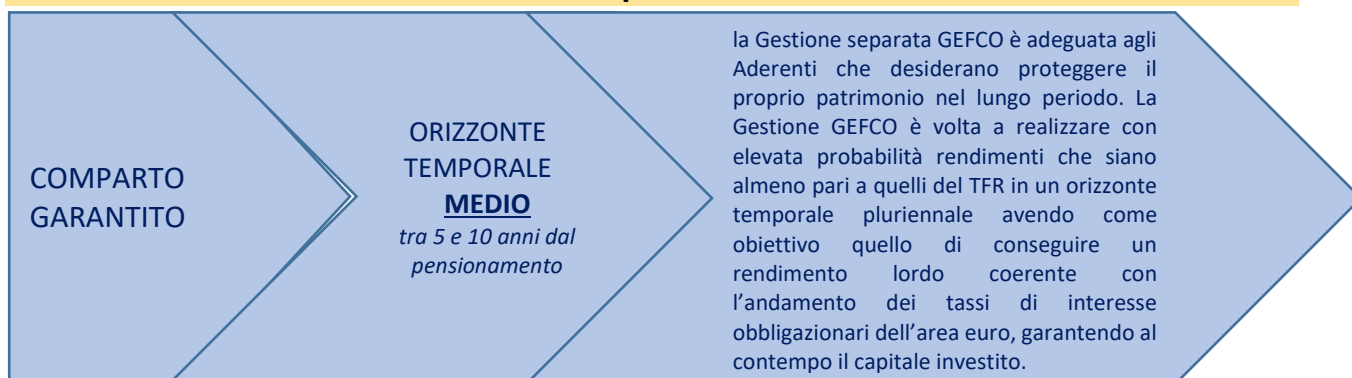 COMPARTO
GARANTITO
ORIZZONTE
TEMPORALE
MEDIO
tra 5 e 10 anni dal
pensionamento
la Gestione separata GEFCO è adeguata agli
Aderenti che desiderano proteggere il
proprio patrimonio nel lungo periodo. La
Gestione GEFCO è volta a realizzare con
elevata probabilità rendimenti che siano
almeno pari a quelli del TFR in un orizzonte
temporale pluriennale avendo come
obiettivo quello di conseguire un
rendimento lordo coerente con
l’andamento dei tassi di interesse
obbligazionari dell’area euro, garantendo al
contempo il capitale investito.